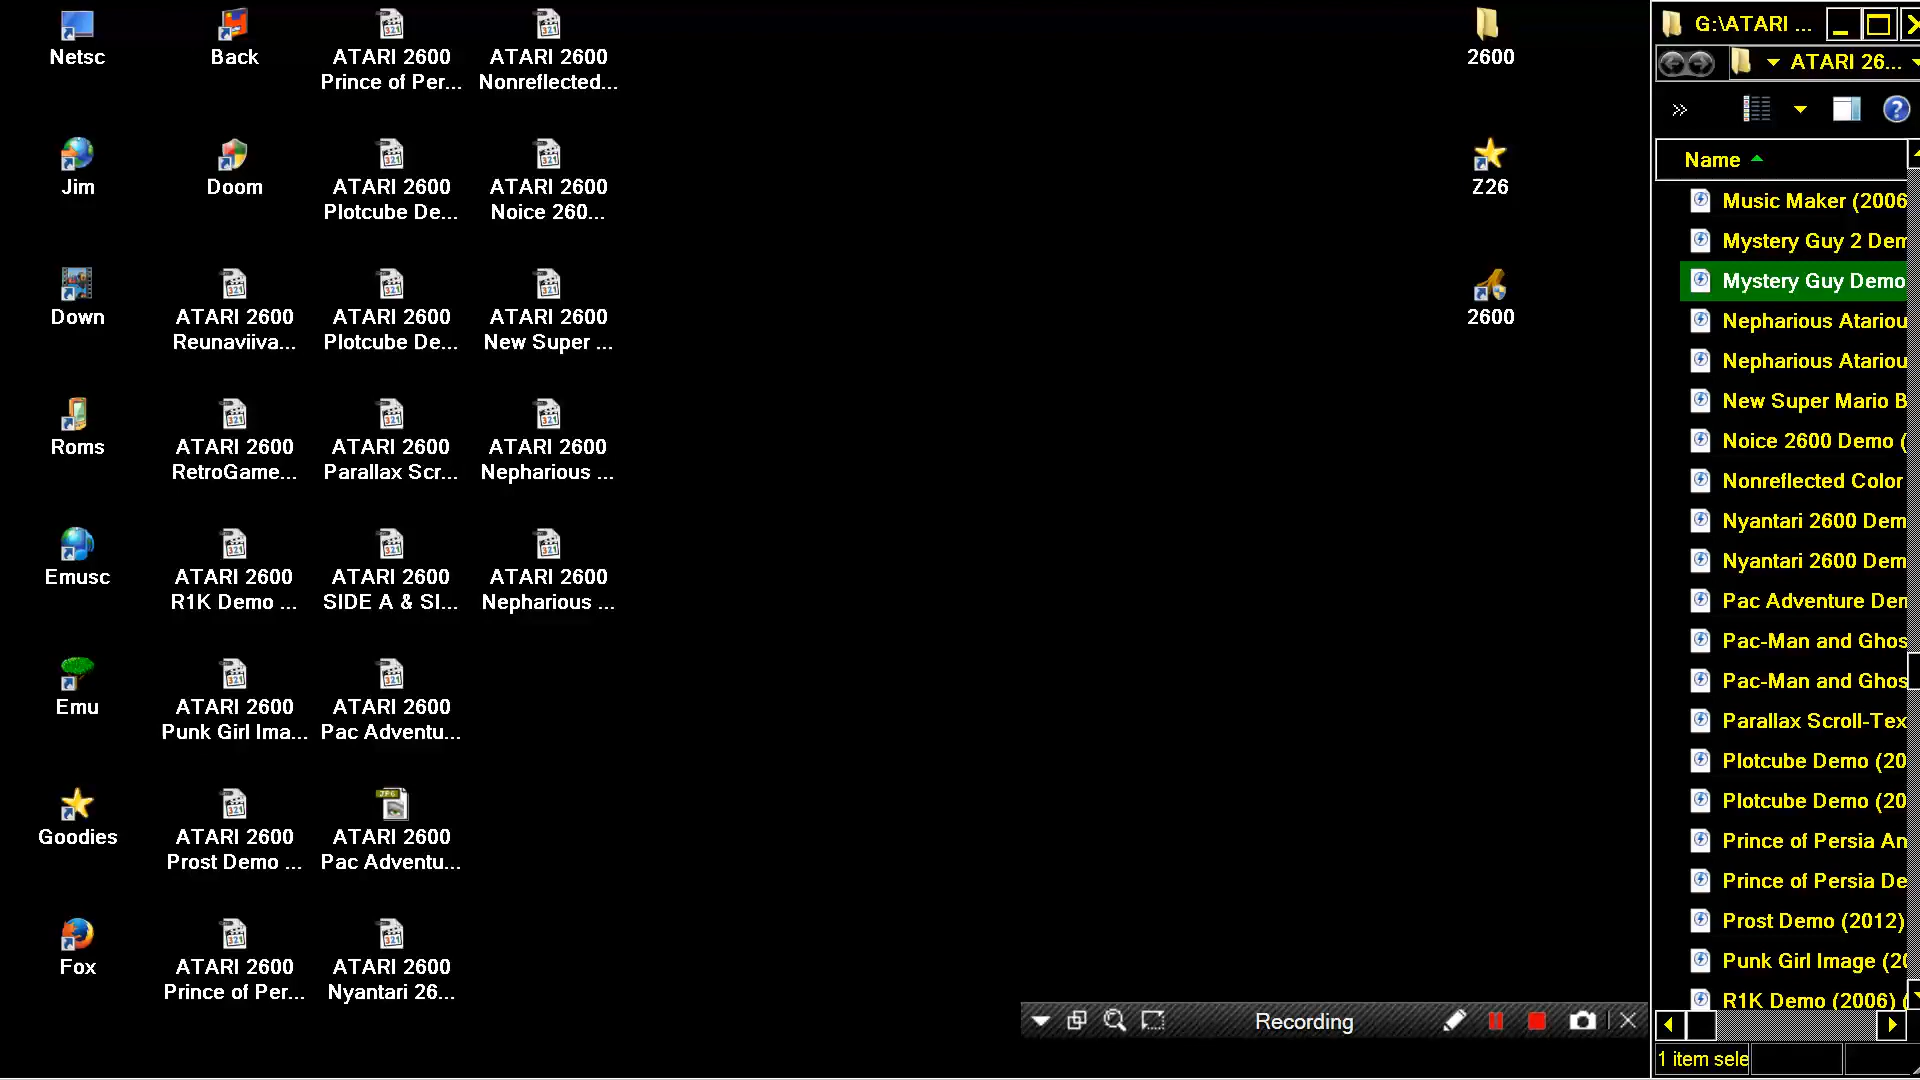 Netsc
Back
ATARI 2600
Prince of Per...
ATARI 2600
Nonreflected...
2600
Jim
Doom
ATARI 2600
Plotcube De...
ATARI 2600
Noice 260...
Z26
Down
ATARI 2600
Reunaviiva...
ATARI 2600
Plotcube De...
ATARI 2600
New Super ...
2600
Roms
ATARI 2600
RetroGame...
ATARI 2600
Parallax Scr...
ATARI 2600
Nepharious ...
Emusc
ATARI 2600
R1K Demo ...
ATARI 2600
SIDE A & SI...
ATARI 2600
Nepharious ...
Emu
ATARI 2600
Punk Girl Ima...
ATARI 2600
Pac Adventu...
Goodies
ATARI 2600
Prost Demo ...
JPG
ATARI 2600
Pac Adventu...
Fox
ATARI 2600
Prince of Per...
ATARI 2600
Nyantari 26...
Recording
G:\ATARI ...
ATARI 26...
Name
Music Maker (2006
Mystery Guy 2 Dem
Mystery Guy Demo
Nepharious Atariou
Nepharious Atariou
New Super Mario B
Noice 2600 Demo (
Nonreflected Color
Nyantari 2600 Dem
Nyantari 2600 Dem
Pac Adventure Dem
Pac-Man and Ghos
Pac-Man and Ghos
Parallax Scroll-Tex
Plotcube Demo (20
Plotcube Demo (20
Prince of Persia An
Prince of Persia De
Prost Demo (2012)
Punk Girl Image (20
R1K Demo (2006) (
1 item sele